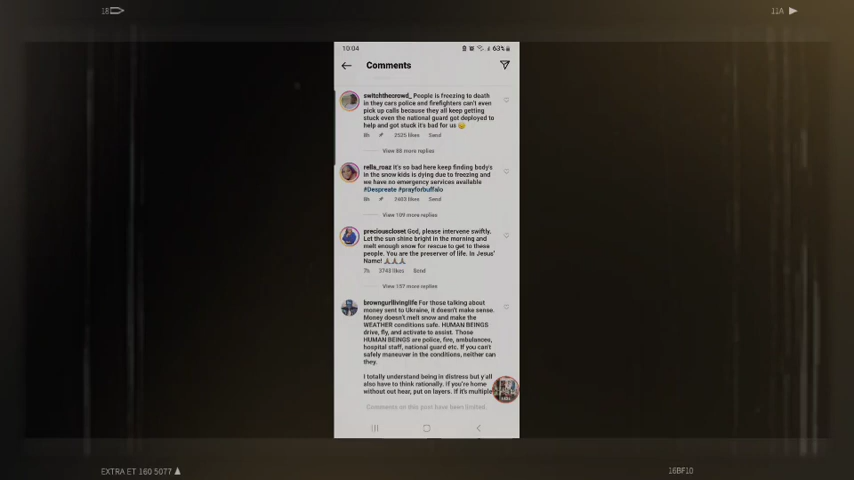 18
11A
10:04
63%
Comments
switchthecrowd_ People is freezing to death
in they cars police and firefighters can't even
pick up calls because they all keep getting
stuck even the national guard got deployed to
help and got stuck it's bad for us
8h 2525 likes Send
View 88 more replies
rella_roaz it's so bad here keep finding body's
in the snow kids is dying due to freezing and
we have no emergency services available
#Despreate #prayforbuffalo
8h 3483 likes Send
View 109 more replies
preciouscloset God, please intervene swiftly.
Let the sun shine bright in the morning and
melt enough snow for rescue to get to these
people. You are the preserver of life. In Jesus'
Name!
7h 3743 likes Send
View 157 more replies
browngurllivinglife For these talking about
money sent to Ukraine, it doesn't make sense.
Money doesn't melt snow and make the
WEATHER conditions safe. HUMAN BEINGS
drive, fly, and activate to assist. Those
HUMAN BEINGS are police, fire, ambulances,
hospital staff, national guard etc. If you can't
safely maneuver in the conditions, neither can
they.
I totally understand being in distress but y'all
also have to think rationally. If you're home
without out hear, put on layers. If it's multiple
Comments on this post have been limited.
EXTRA ET 160 5077
16BF10